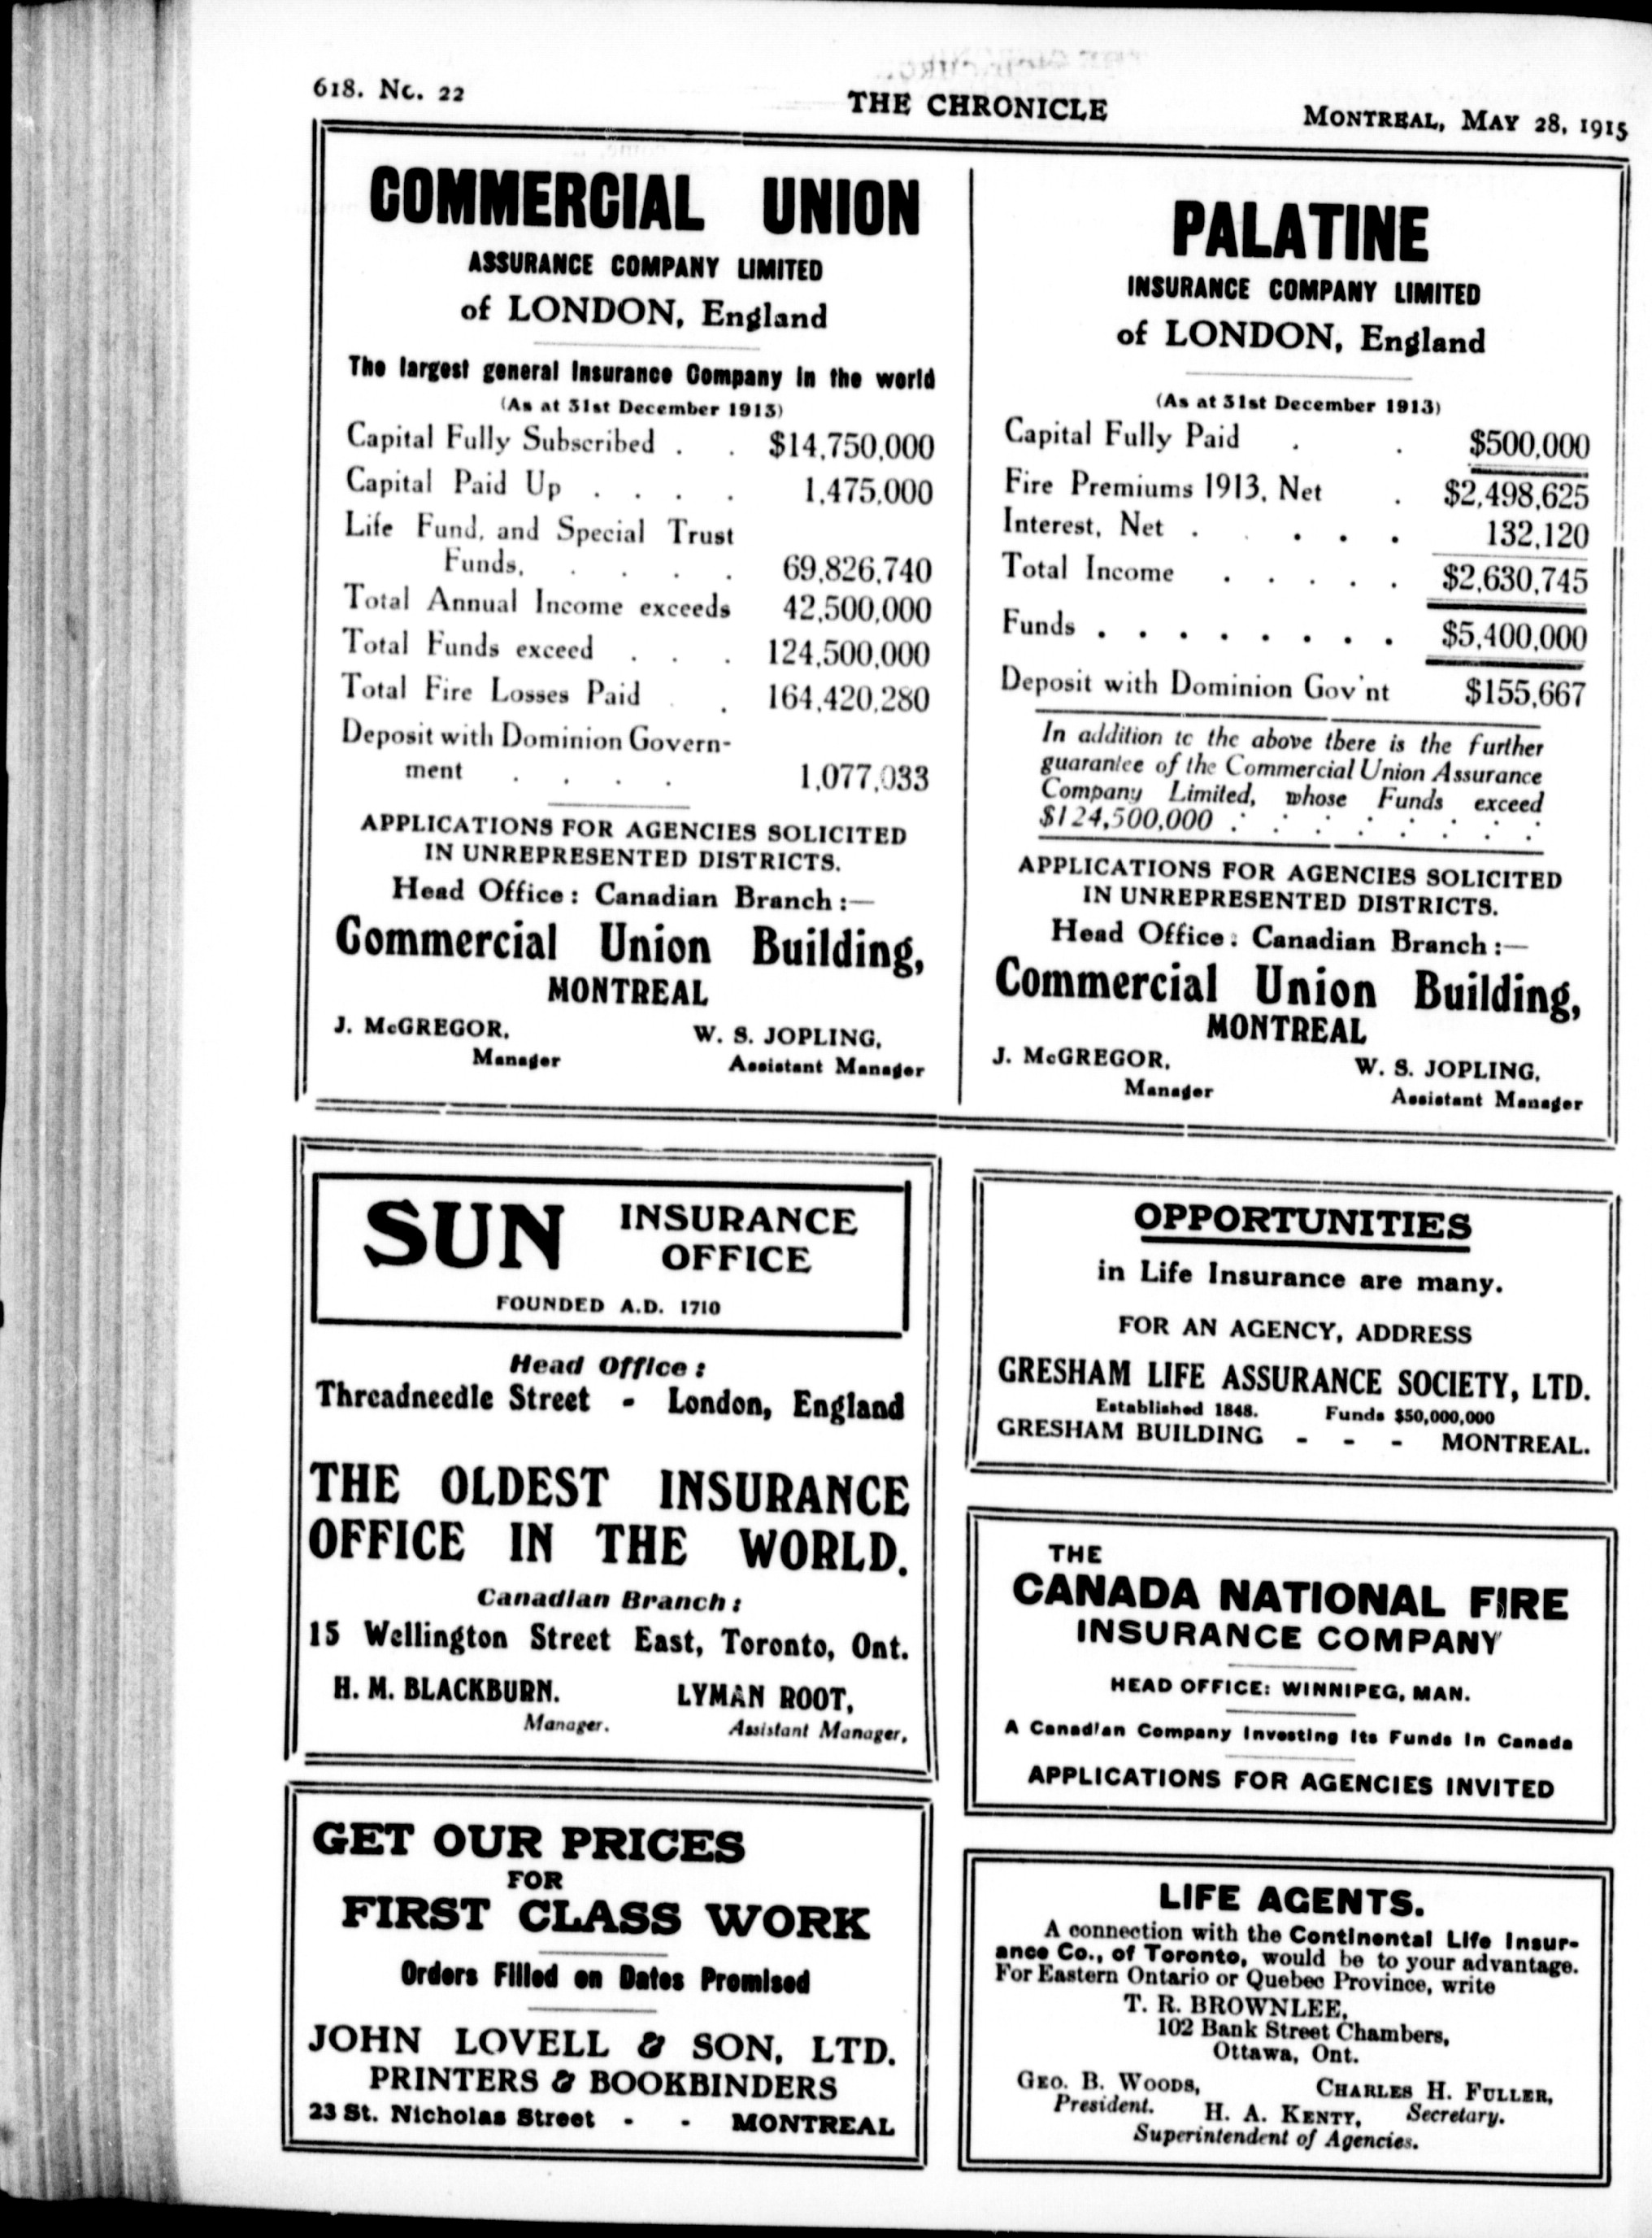 618. No. 22
THE CHRONICLE
MONTREAL, MAY 28, 1915
COMMERCIAL UNION
ASSURANCE COMPANY LIMITED
of LONDON, England
The largest general Insurance Company in the world
(As at 31st December 1913)
Capital Fully Subscribed . . $14,750,000
Capital Paid Up . . . . 1,475,000
Life Fund, and Special Trust
Funds, . . . . 69,826,740
Total Annual Income exceeds 42,500,000
Total Funds exceed . . . 124,500,000
Total Fire Losses Paid . 164,420,280
Deposit with Dominion Govern-
ment . . . . 1,077,033
APPLICATIONS FOR AGENCIES SOLICITED
IN UNREPRESENTED DISTRICTS.
Head Office: Canadian Branch:—
Commercial Union Building,
MONTREAL
J. McGREGOR, W. S. JOPLING,
Manager Assistant Manager
PALATINE
INSURANCE COMPANY LIMITED
of LONDON, England
(As at 31st December 1913)
Capital Fully Paid . . $500,000
Fire Premiums 1913, Net . $2,498,625
Interest, Net . . . . . 132,120
Total Income . . . . . $2,630,745
Funds . . . . . . . . $5,400,000
Deposit with Dominion Gov'nt $155,667
In addition to the above there is the further
guarantee of the Commercial Union Assurance
Company Limited, whose Funds exceed
$124,500,000 : : : : : : : :
APPLICATIONS FOR AGENCIES SOLICITED
IN UNREPRESENTED DISTRICTS.
Head Office: Canadian Branch:—
Commercial Union Building,
MONTREAL
J. McGREGOR, W. S. JOPLING,
Manager Assistant Manager
SUN INSURANCE
OFFICE
FOUNDED A.D. 1710
Head Office:
Threadneedle Street - London, England
THE OLDEST INSURANCE
OFFICE IN THE WORLD.
Canadian Branch:
15 Wellington Street East, Toronto, Ont.
H. M. BLACKBURN. LYMAN ROOT,
Manager. Assistant Manager,
GET OUR PRICES
FOR
FIRST CLASS WORK
Orders Filled on Dates Promised
JOHN LOVELL & SON, LTD.
PRINTERS & BOOKBINDERS
23 St. Nicholas Street - - MONTREAL
OPPORTUNITIES
in Life Insurance are many.
FOR AN AGENCY, ADDRESS
GRESHAM LIFE ASSURANCE SOCIETY, LTD.
Established 1848. Funds $50,000,000
GRESHAM BUILDING - - - MONTREAL.
THE
CANADA NATIONAL FIRE
INSURANCE COMPANY
HEAD OFFICE: WINNIPEG, MAN.
A Canadian Company Investing Its Funds In Canada
APPLICATIONS FOR AGENCIES INVITED
LIFE AGENTS.
A connection with the Continental Life Insur-
ance Co., of Toronto, would be to your advantage.
For Eastern Ontario or Quebec Province, write
T. R. BROWNLEE,
102 Bank Street Chambers,
Ottawa, Ont.
GEO. B. WOODS, CHARLES H. FULLER,
President. H. A. KENTY, Secretary.
Superintendent of Agencies.